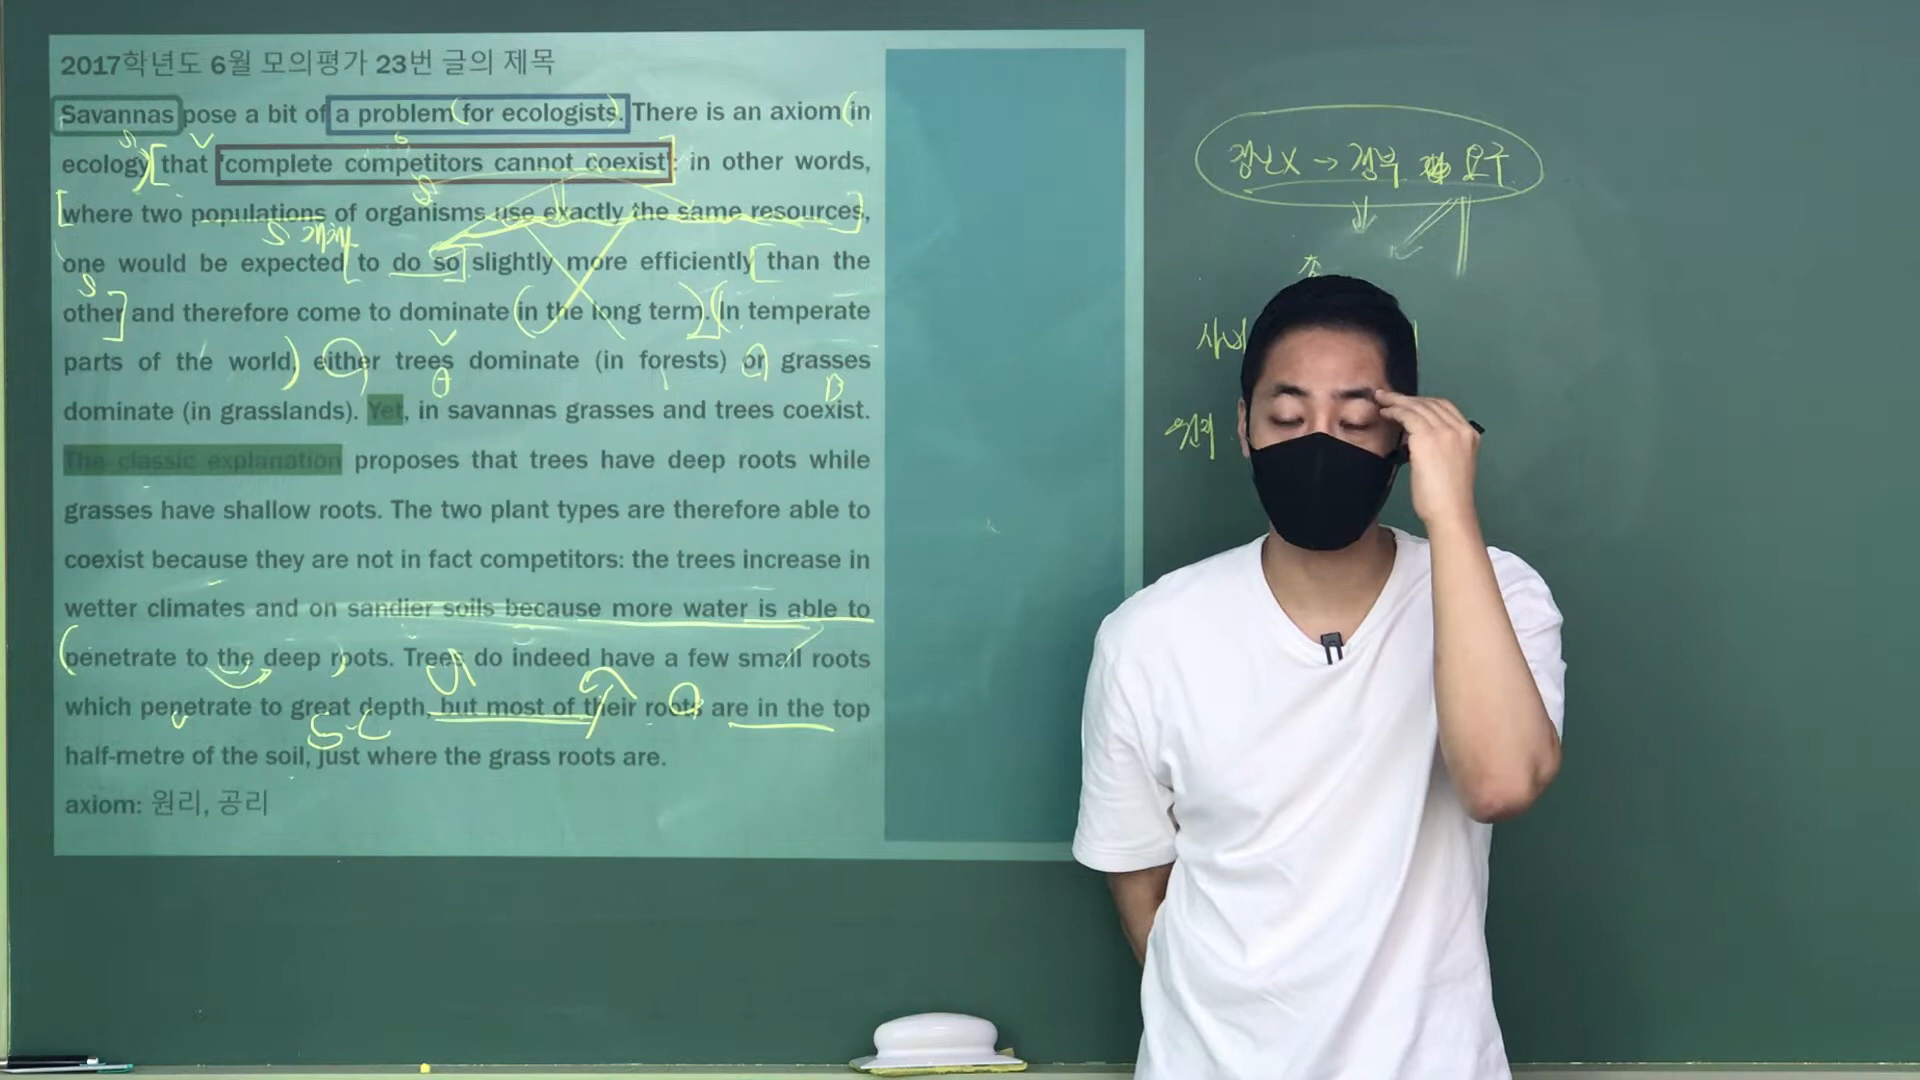 2017학년도 6월 모의평가 23번 글의 제목
Savannas pose a bit of a problem for ecologists. There is an axiom in
ecology that 'complete competitors cannot coexist': in other words,
where two populations of organisms use exactly the same resources,
one would be expected to do so slightly more efficiently than the
other and therefore come to dominate in the long term. In temperate
parts of the world, either trees dominate (in forests) or grasses
dominate (in grasslands). Yet, in savannas grasses and trees coexist.
The classic explanation proposes that trees have deep roots while
grasses have shallow roots. The two plant types are therefore able to
coexist because they are not in fact competitors: the trees increase in
wetter climates and on sandier soils because more water is able to
penetrate to the deep roots. Trees do indeed have a few small roots
which penetrate to great depth, but most of their roots are in the top
half-metre of the soil, just where the grass roots are.
axiom: 원리, 공리